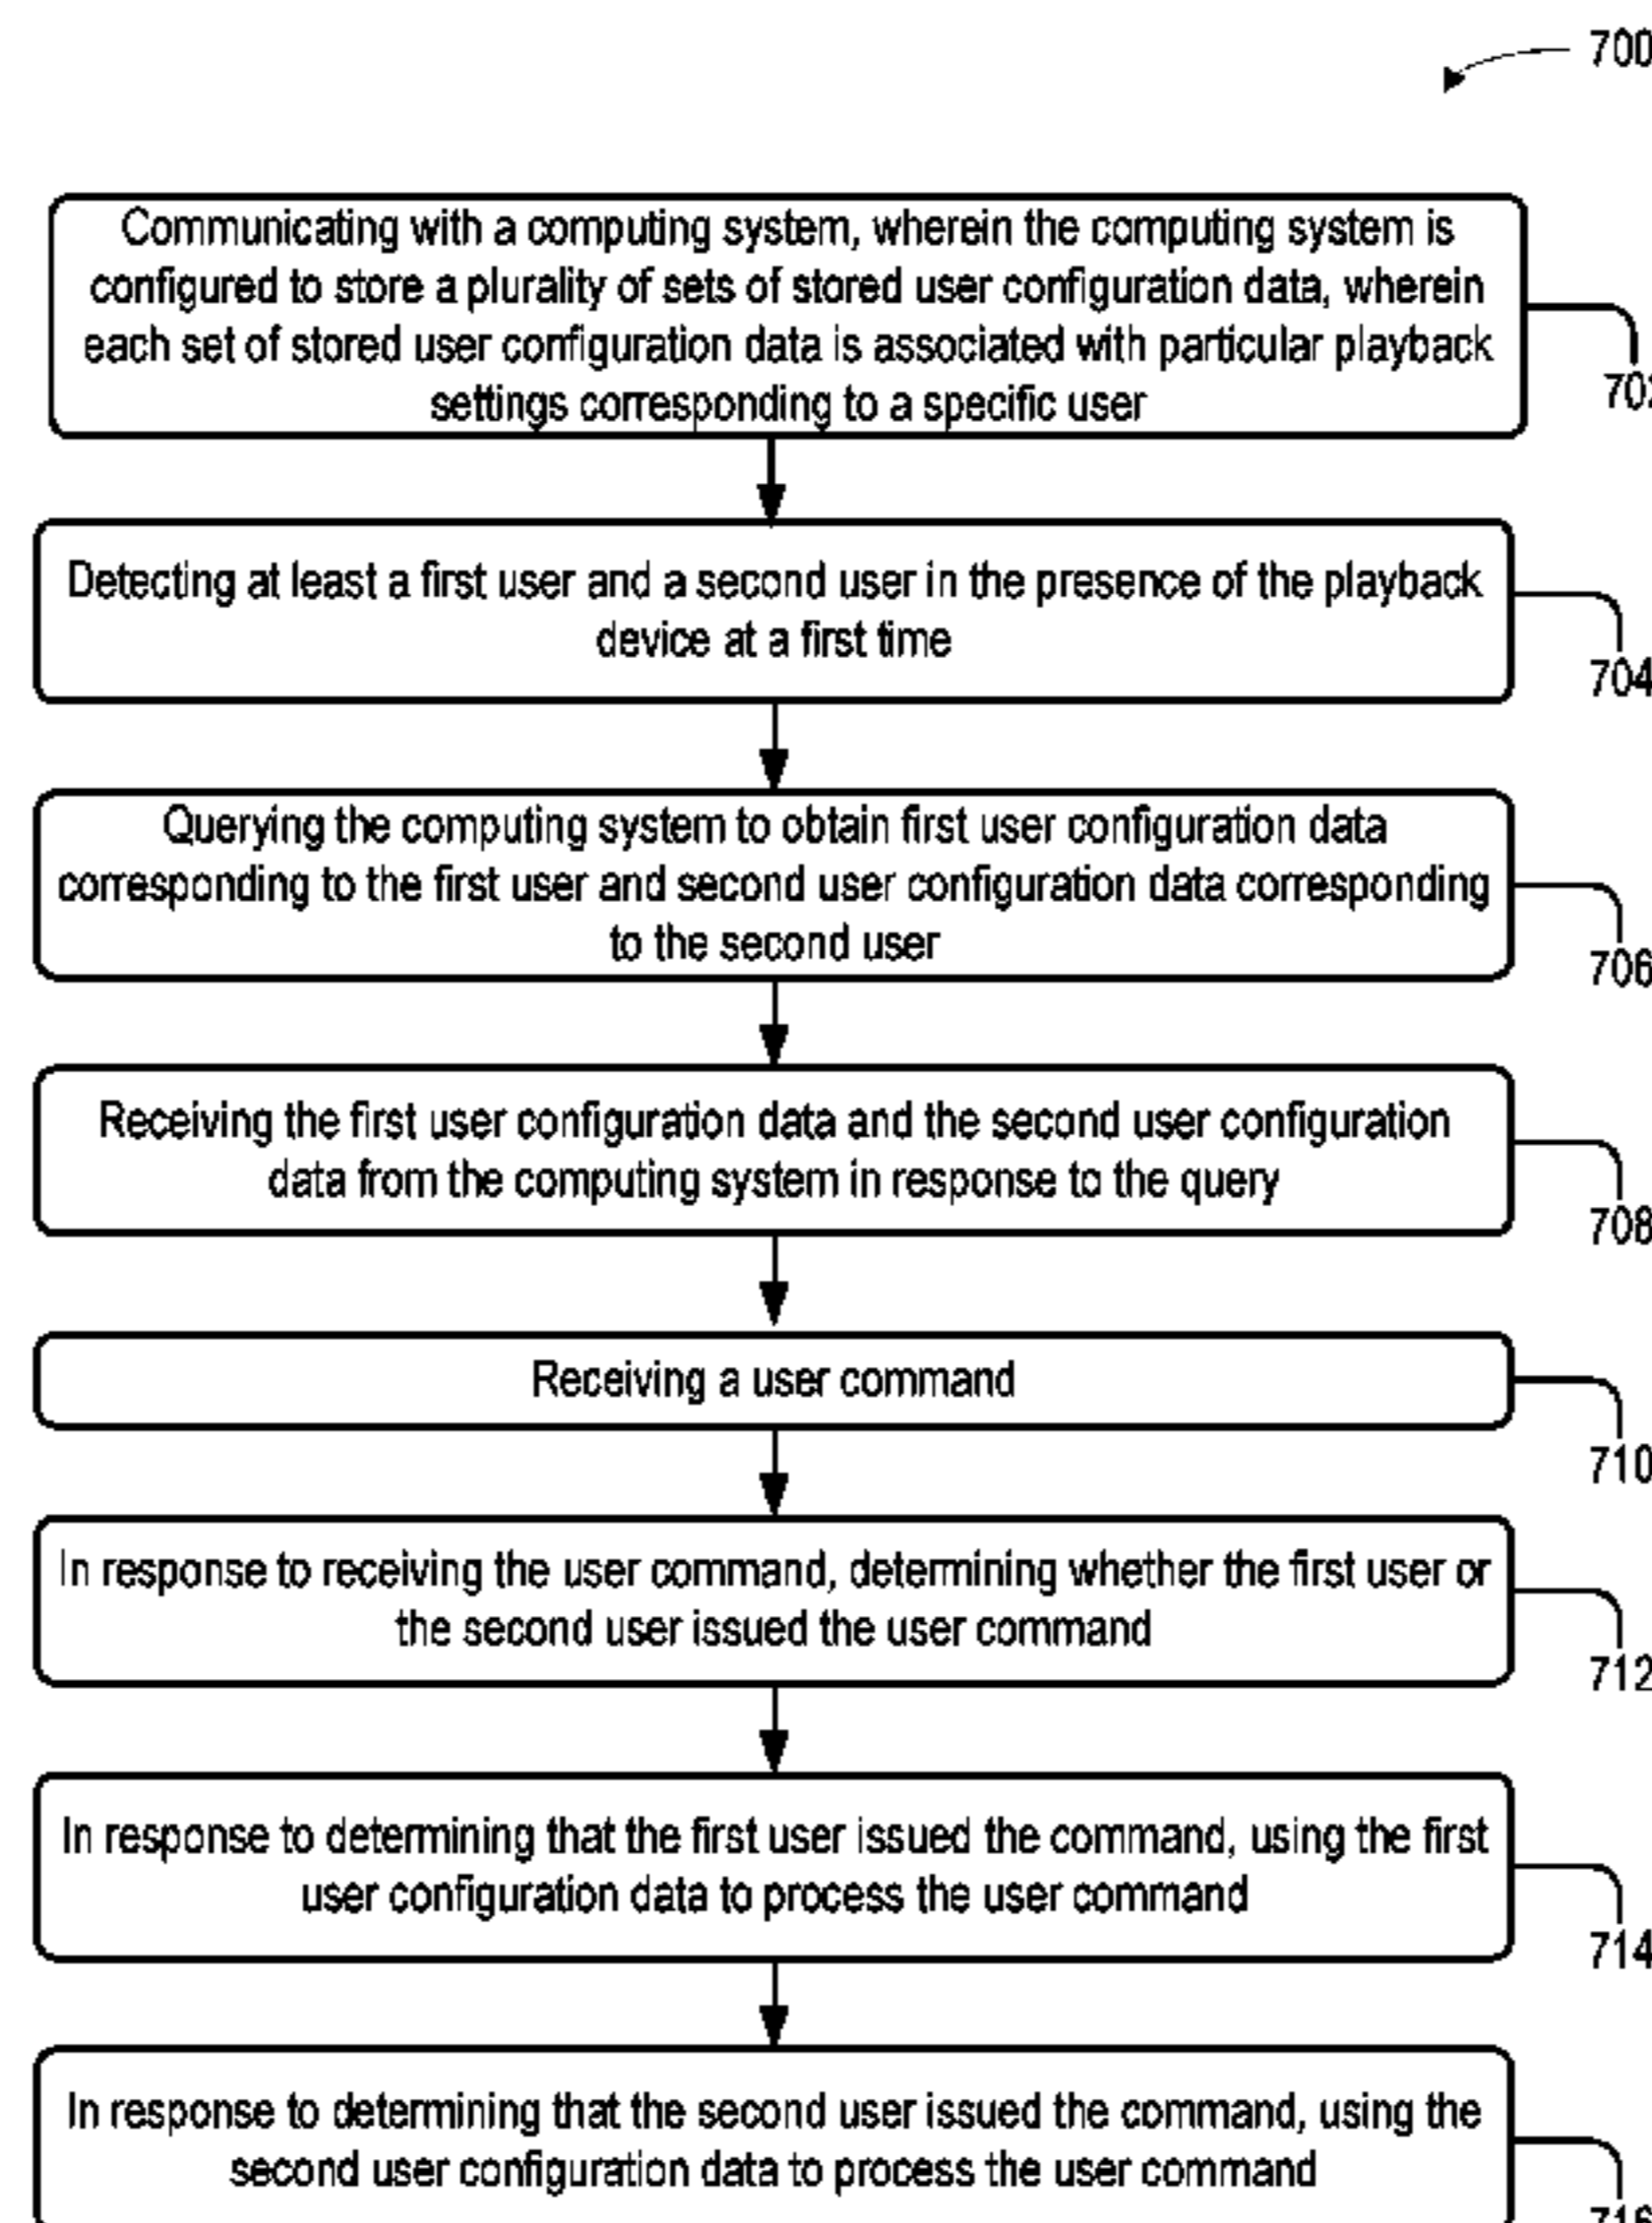 700
Communicating with a computing system, wherein the computing system is
configured to store a plurality of sets of stored user configuration data, wherein
each set of stored user configuration data is associated with particular playback
settings corresponding to a specific user
702
Detecting at least a first user and a second user in the presence of the playback
device at a first time
704
Querying the computing system to obtain first user configuration data
corresponding to the first user and second user configuration data corresponding
to the second user
706
Receiving the first user configuration data and the second user configuration
data from the computing system in response to the query
708
Receiving a user command
710
In response to receiving the user command, determining whether the first user or
the second user issued the user command
712
In response to determining that the first user issued the command, using the first
user configuration data to process the user command
714
In response to determining that the second user issued the command, using the
second user configuration data to process the user command
716